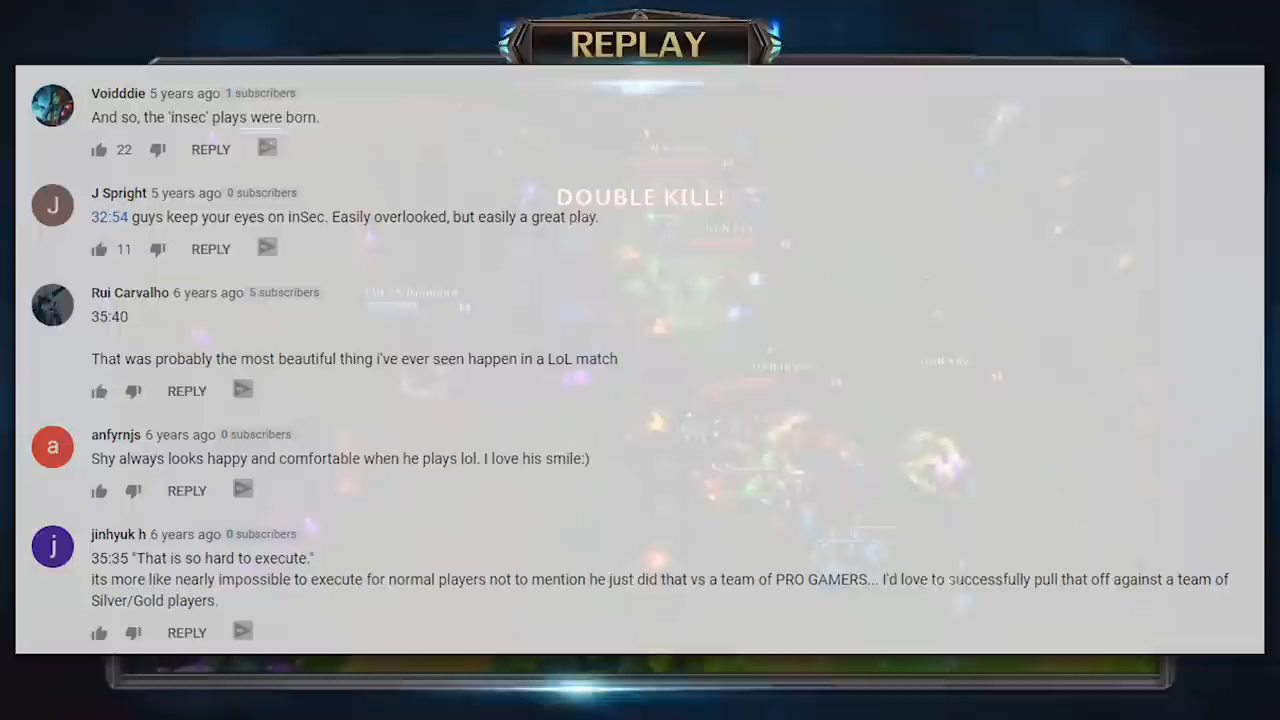 REPLAY
Voidddie 5 years ago 1 subscribers
And so, the 'insec' plays were born.
22 REPLY
DOUBLE KILL!
J Spright 5 years ago 0 subscribers
32:54 guys keep your eyes on inSec. Easily overlooked, but easily a great play.
11 REPLY
Rui Carvalho 6 years ago 5 subscribers
35:40
That was probably the most beautiful thing i've ever seen happen in a LoL match
REPLY
anfyrnjs 6 years ago 0 subscribers
Shy always looks happy and comfortable when he plays lol. I love his smile:)
REPLY
jinhyuk h 6 years ago 0 subscribers
35:35 "That is so hard to execute."
its more like nearly impossible to execute for normal players not to mention he just did that vs a team of PRO GAMERS... I'd love to successfully pull that off against a team of
Silver/Gold players.
REPLY